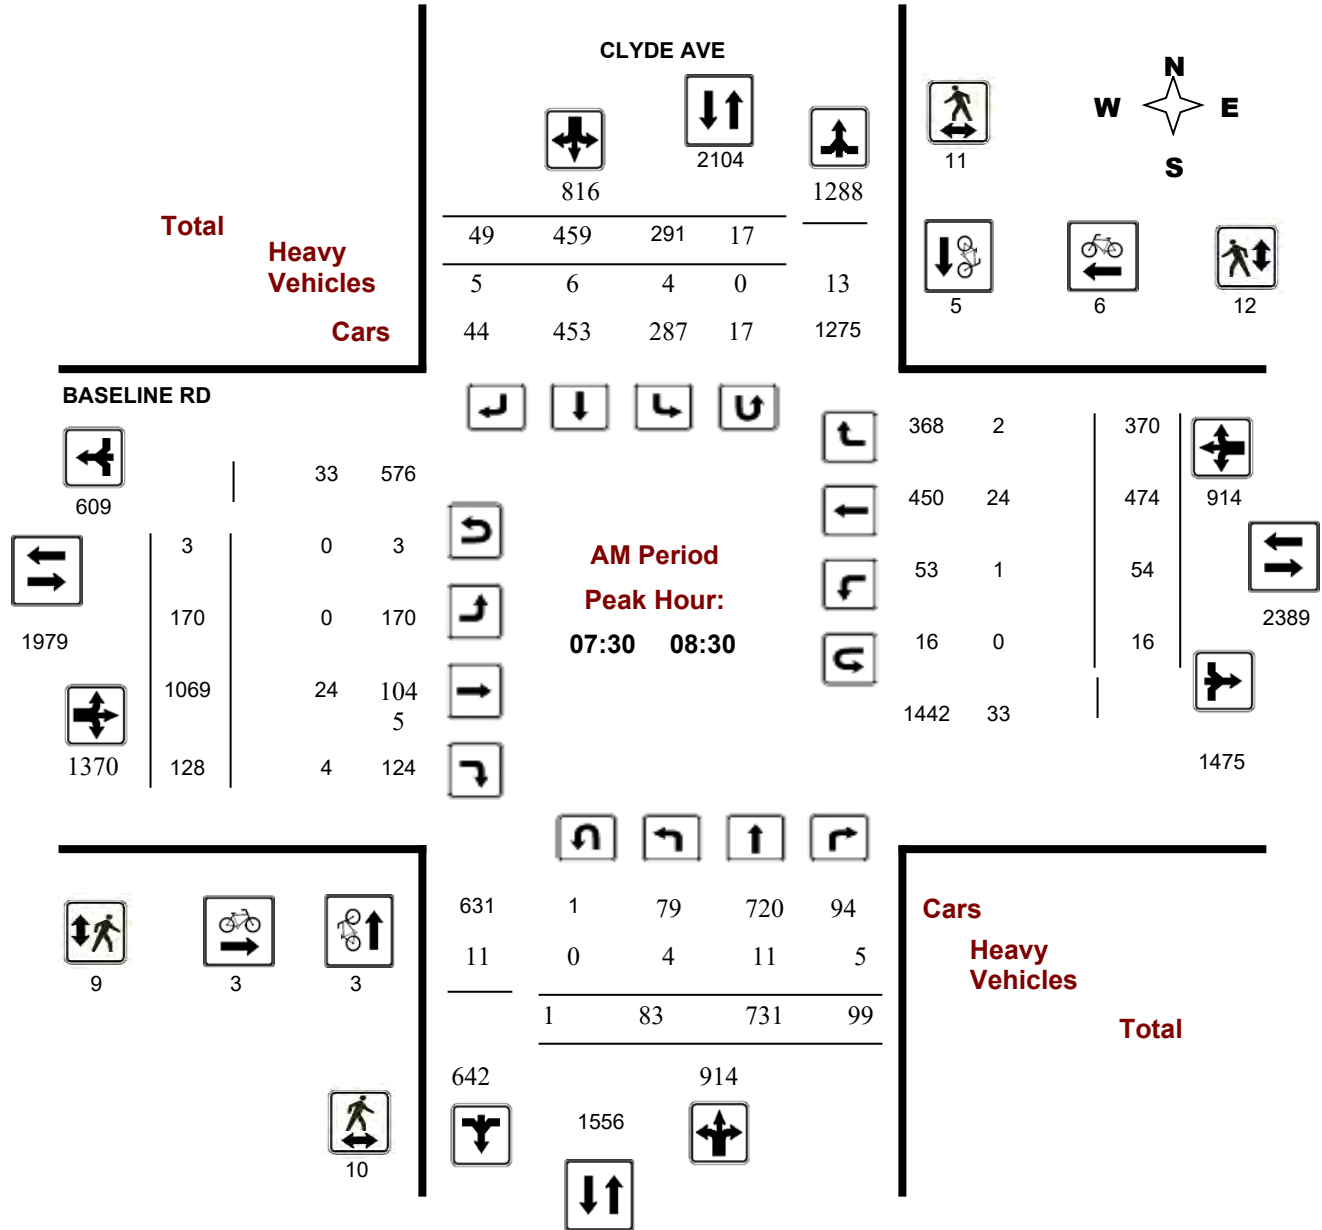 CLYDE AVE
N
W E
S
2104
11
816 1288
Total 49 459 291 17
Heavy
Vehicles 5 6 4 0 13
5 6 12
Cars 44 453 287 17 1275
BASELINE RD
368 2 370
33 576
609
450 24 474 914
3 0 3
AM Period
53 1 54
Peak Hour:
170 0 170
2389
1979
07:30 08:30
16 0 16
1069 24 104
5
1442 33
1370 128 4 124
1475
631 1 79 720 94 Cars
11 0 4 11 5 Heavy
Vehicles
9 3 3
1 83 731 99 Total
642 914
1556
10